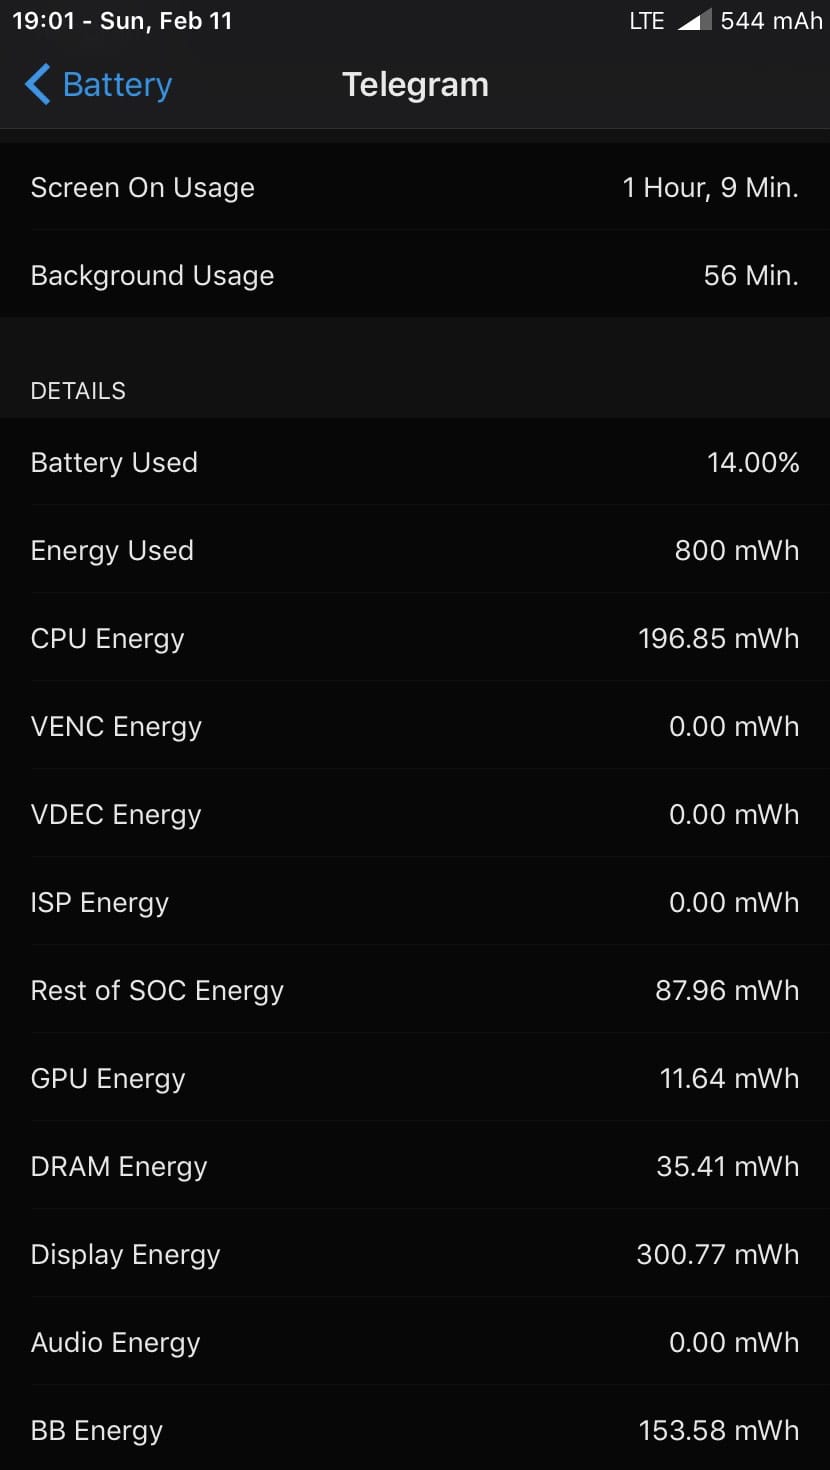 19:01 - Sun, Feb 11 LTE 544 mAh
Battery Telegram
Screen On Usage 1 Hour, 9 Min.
Background Usage 56 Min.
DETAILS
Battery Used 14.00%
Energy Used 800 mWh
CPU Energy 196.85 mWh
VENC Energy 0.00 mWh
VDEC Energy 0.00 mWh
ISP Energy 0.00 mWh
Rest of SOC Energy 87.96 mWh
GPU Energy 11.64 mWh
DRAM Energy 35.41 mWh
Display Energy 300.77 mWh
Audio Energy 0.00 mWh
BB Energy 153.58 mWh